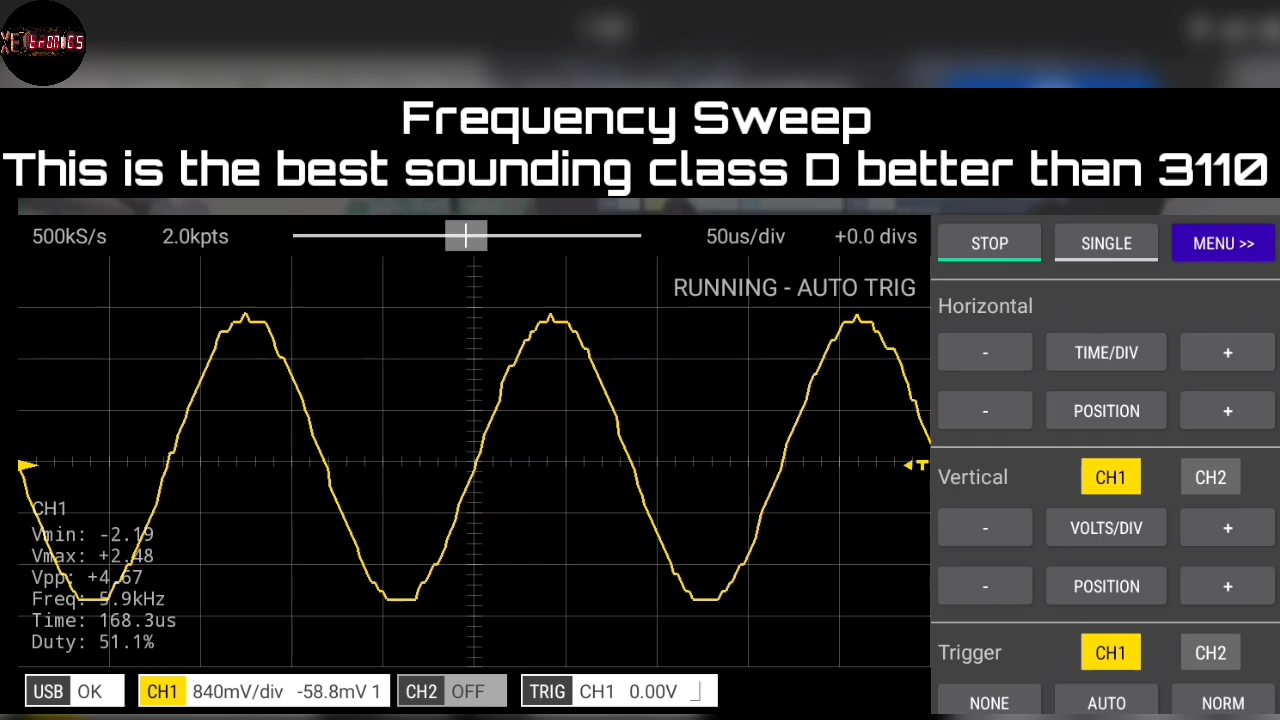 XEtronics
Frequency Sweep
This is the best sounding class D better than 3110
500kS/s 2.0kpts 50us/div +0.0 divs
RUNNING - AUTO TRIG
CH1
Vmin: -2.19
Vmax: +2.48
Vpp: +4.67
Freq: 5.9kHz
Time: 168.3us
Duty: 51.1%
USB OK CH1 840mV/div -58.8mV 1 CH2 OFF TRIG CH1 0.00V
STOP SINGLE MENU >>
Horizontal
- TIME/DIV +
- POSITION +
Vertical CH1 CH2
- VOLTS/DIV +
- POSITION +
Trigger CH1 CH2
NONE AUTO NORM